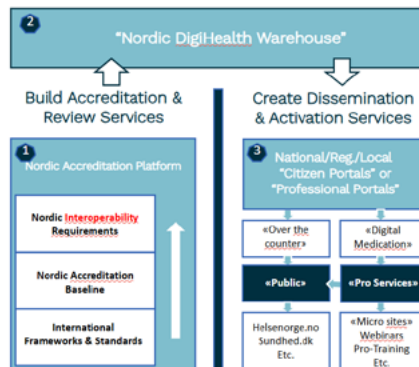 2
“Nordic DigiHealth Warehouse”
Build Accreditation &
Review Services
Create Dissemination
& Activation Services
1
Nordic Accreditation Platform
Nordic Interoperability
Requirements
Nordic Accreditation
Baseline
International
Frameworks & Standards
3
National/Reg./Local
“Citizen Portals” or
“Professional Portals”
«Over the
counter»
«Digital
Medication»
«Public»
«Pro Services»
Helsenorge.no
Sundhed.dk
Etc.
«Micro sites»
Webinars
Pro-Training
Etc.